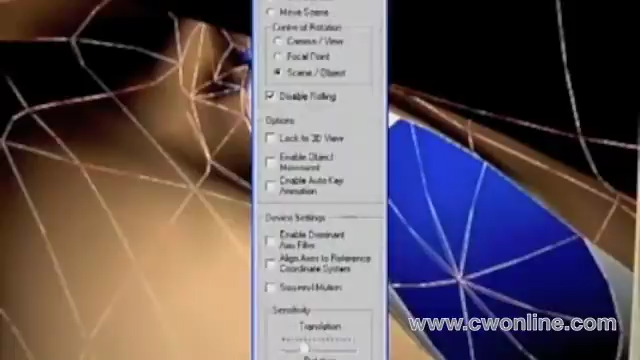 Move Scene
Center of Rotation
Camera / View
Focal Point
Scene / Object
Disable Rolling
Options
Lock to 3D View
Enable Object
Movement
Enable Auto Key
Animation
Device Settings
Enable Dominant
Axis Filter
Align Axes to Reference
Coordinate System
Suspend Motion
Sensitivity
Translation
www.cwonline.com/